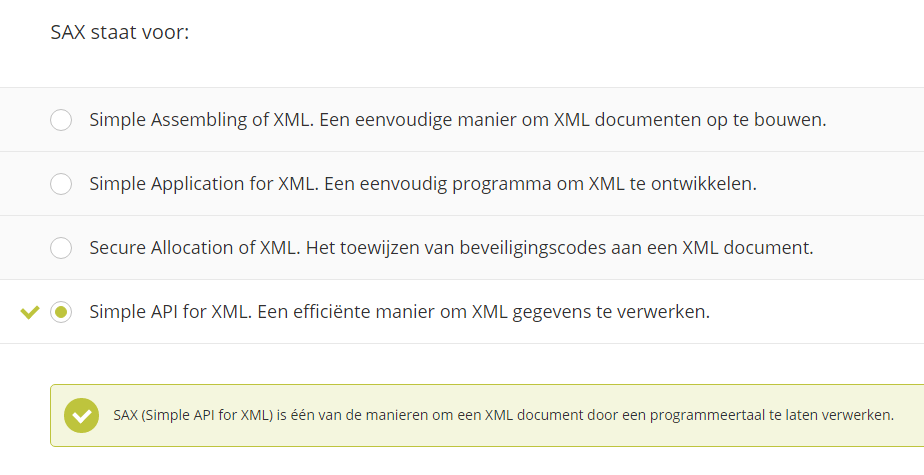 SAX staat voor:
Simple Assembling of XML. Een eenvoudige manier om XML documenten op te bouwen.
Simple Application for XML. Een eenvoudig programma om XML te ontwikkelen.
Secure Allocation of XML. Het toewijzen van beveiligingscodes aan een XML document.
Simple API for XML. Een efficiënte manier om XML gegevens te verwerken.
SAX (Simple API for XML) is één van de manieren om een XML document door een programmeertaal te laten verwerken.